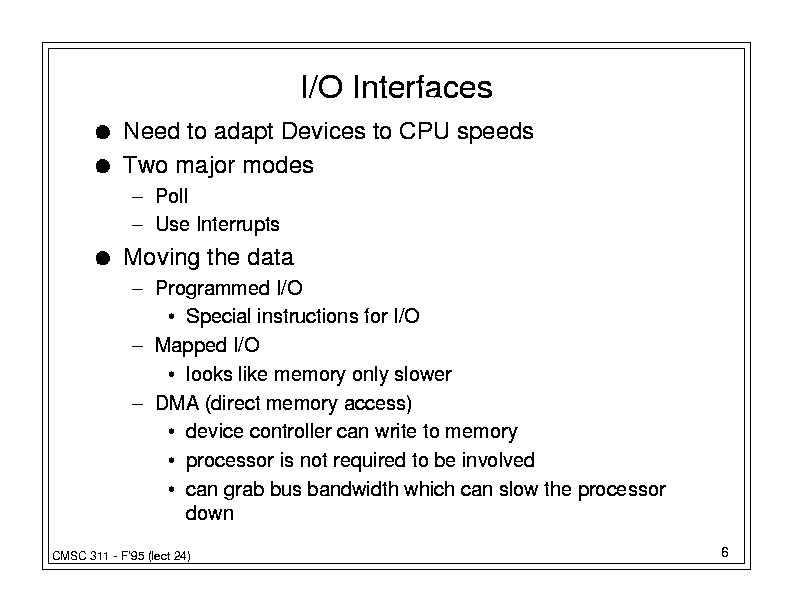 I/O Interfaces
● Need to adapt Devices to CPU speeds
● Two major modes
– Poll
– Use Interrupts
● Moving the data
– Programmed I/O
• Special instructions for I/O
– Mapped I/O
• looks like memory only slower
– DMA (direct memory access)
• device controller can write to memory
• processor is not required to be involved
• can grab bus bandwidth which can slow the processor
down
CMSC 311 - F'95 (lect 24)
6